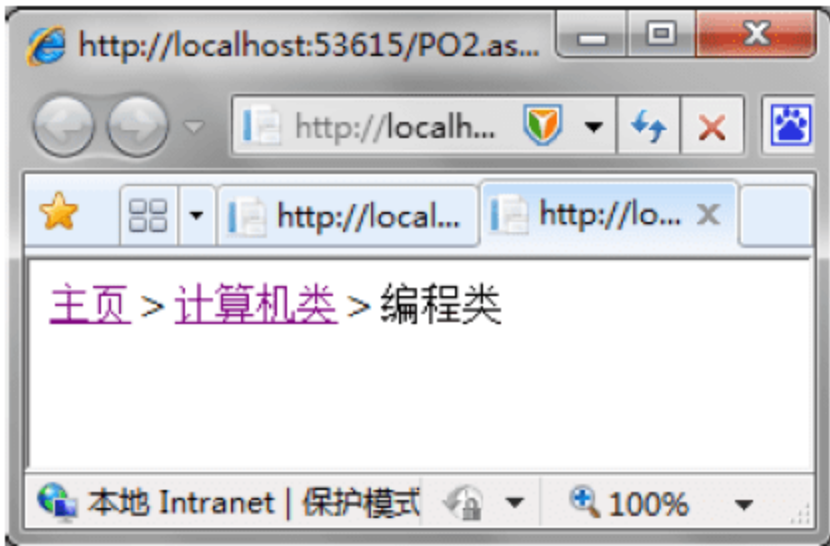 http://localhost:53615/PO2.as...
http://localh...
http://local... http://lo...
主页 > 计算机类 > 编程类
本地 Intranet | 保护模式 100%